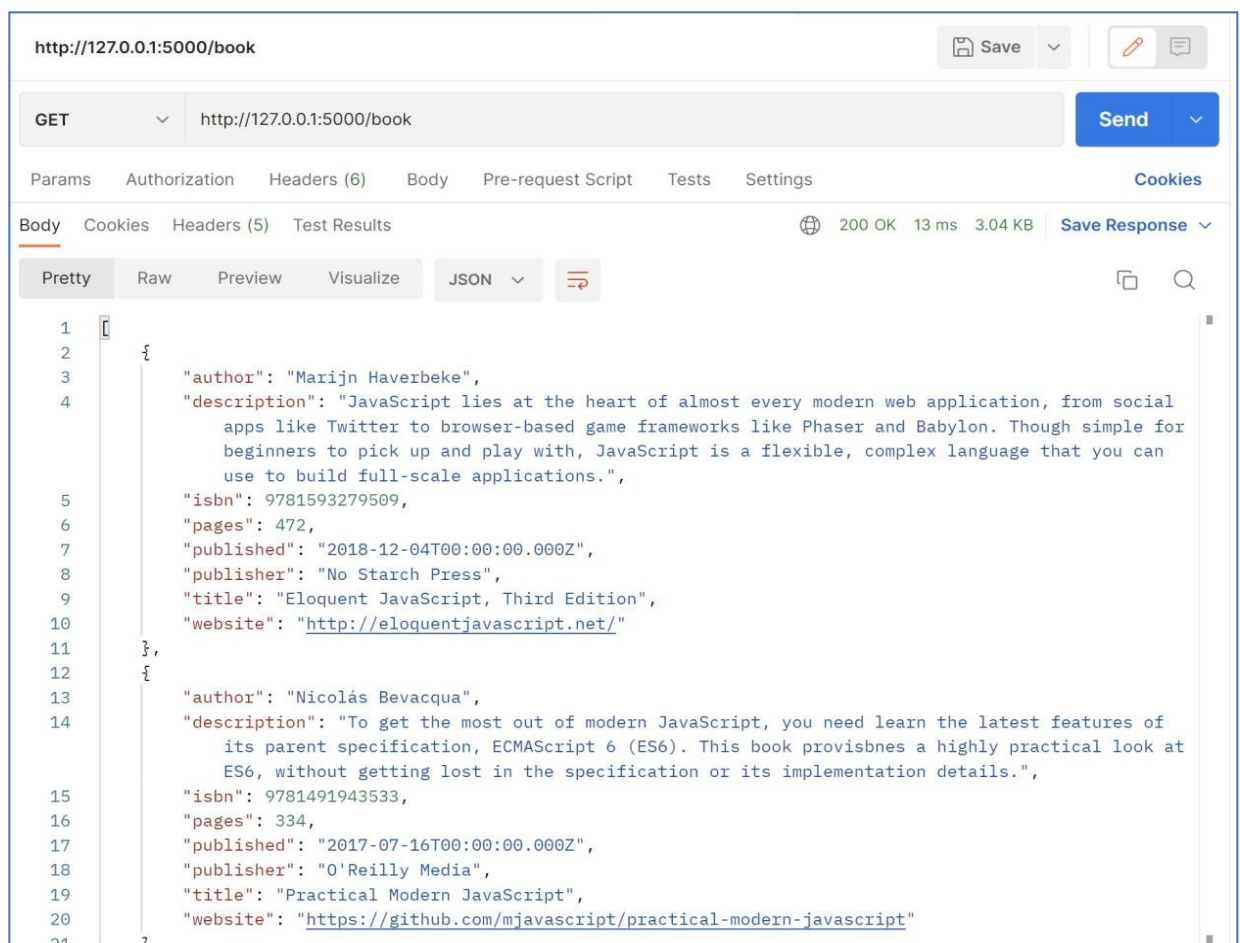 http://127.0.0.1:5000/book Save
GET http://127.0.0.1:5000/book Send
Params Authorization Headers (6) Body Pre-request Script Tests Settings Cookies
Body Cookies Headers (5) Test Results 200 OK 13 ms 3.04 KB Save Response
Pretty Raw Preview Visualize JSON
1 [
2 {
3 "author": "Marijn Haverbeke",
4 "description": "JavaScript lies at the heart of almost every modern web application, from social
apps like Twitter to browser-based game frameworks like Phaser and Babylon. Though simple for
beginners to pick up and play with, JavaScript is a flexible, complex language that you can
use to build full-scale applications.",
5 "isbn": 9781593279509,
6 "pages": 472,
7 "published": "2018-12-04T00:00:00.000Z",
8 "publisher": "No Starch Press",
9 "title": "Eloquent JavaScript, Third Edition",
10 "website": "http://eloquentjavascript.net/"
11 },
12 {
13 "author": "Nicolás Bevacqua",
14 "description": "To get the most out of modern JavaScript, you need learn the latest features of
its parent specification, ECMAScript 6 (ES6). This book provisbnes a highly practical look at
ES6, without getting lost in the specification or its implementation details.",
15 "isbn": 9781491943533,
16 "pages": 334,
17 "published": "2017-07-16T00:00:00.000Z",
18 "publisher": "O'Reilly Media",
19 "title": "Practical Modern JavaScript",
20 "website": "https://github.com/mjavascript/practical-modern-javascript"